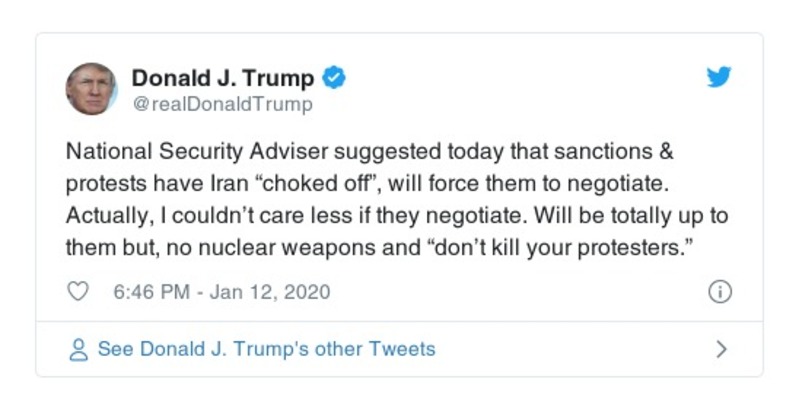 Donald J. Trump
@realDonaldTrump
National Security Adviser suggested today that sanctions &
protests have Iran “choked off”, will force them to negotiate.
Actually, I couldn’t care less if they negotiate. Will be totally up to
them but, no nuclear weapons and “don’t kill your protesters.”
6:46 PM - Jan 12, 2020
See Donald J. Trump's other Tweets